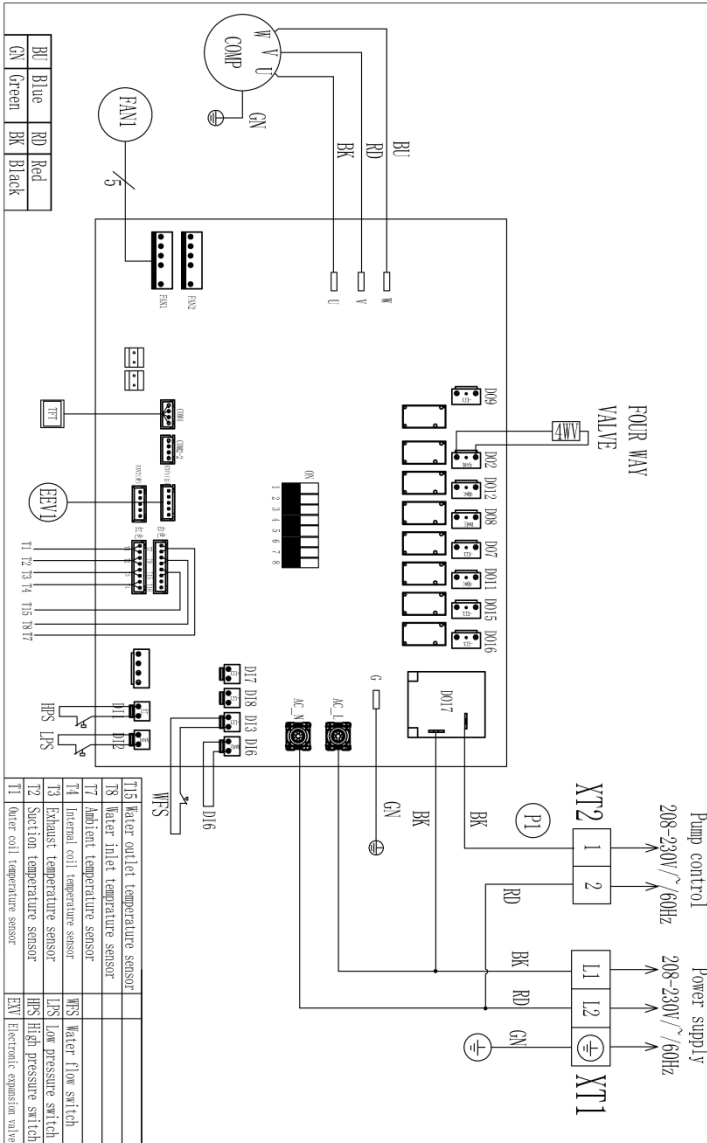 Pump control
208-230V/~/60Hz
Power supply
208-230V/~/60Hz
XT2
1
2
P1
L1
L2
XT1
BK
RD
BK
RD
GN
BK
GN
G
DO17
AC_L
AC_N
FOUR WAY
VALVE
4WV
DO9
DO2
DO12
DO8
DO7
DO11
DO15
DO16
ON
1 2 3 4 5 6 7 8
COMP
W
V
U
GN
BU
RD
BK
W
V
U
FAN1
5
FAN2
FAN1
TFT
COM1
COM2-2
EEV1
T1
T2
T3
T4
T15
T8
T7
DI7
DI8
DI3
DI6
WFS
DI6
DI1
DI2
HPS
LPS
BU Blue RD Red
GN Green BK Black
T15 Water outlet temperature sensor
T8 Water inlet temprature sensor
T7 Ambient temperature sensor
T4 Internal coil temperature sensor WFS Water flow switch
T3 Exhaust temperature sensor LPS Low pressure switch
T2 Suction temperature sensor HPS High pressure switch
T1 Outer coil temperature sensor EXV Electronic expansion valve